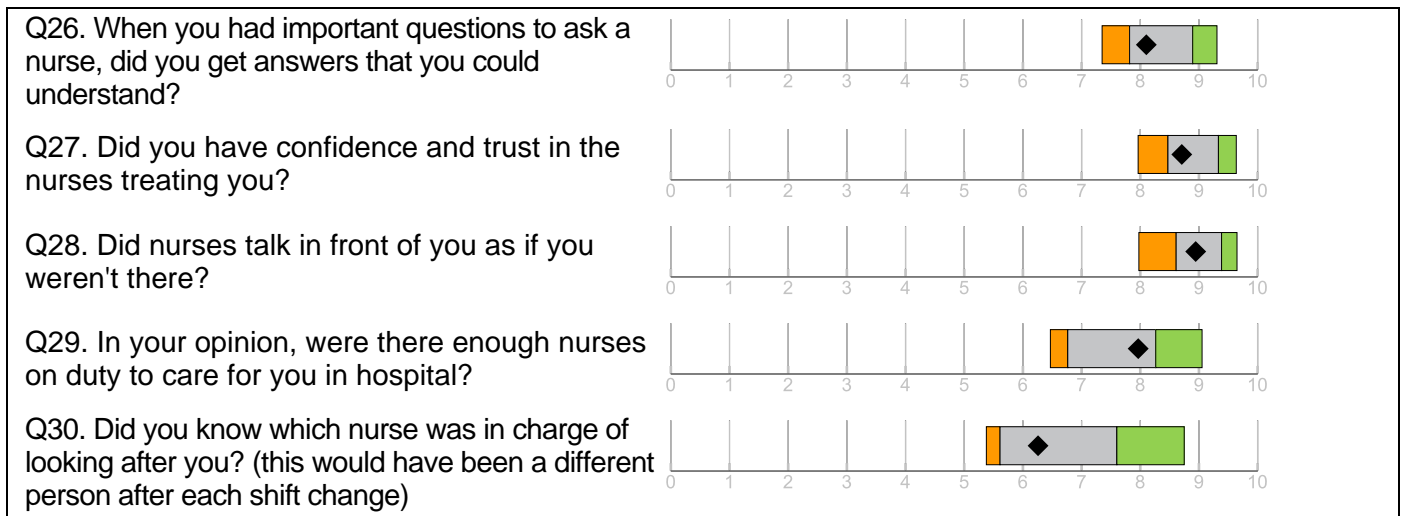 Q26. When you had important questions to ask a
nurse, did you get answers that you could
understand?
0 1 2 3 4 5 6 7 8 9 10
Q27. Did you have confidence and trust in the
nurses treating you?
0 1 2 3 4 5 6 7 8 9 10
Q28. Did nurses talk in front of you as if you
weren't there?
0 1 2 3 4 5 6 7 8 9 10
Q29. In your opinion, were there enough nurses
on duty to care for you in hospital?
0 1 2 3 4 5 6 7 8 9 10
Q30. Did you know which nurse was in charge of
looking after you? (this would have been a different
person after each shift change)
0 1 2 3 4 5 6 7 8 9 10